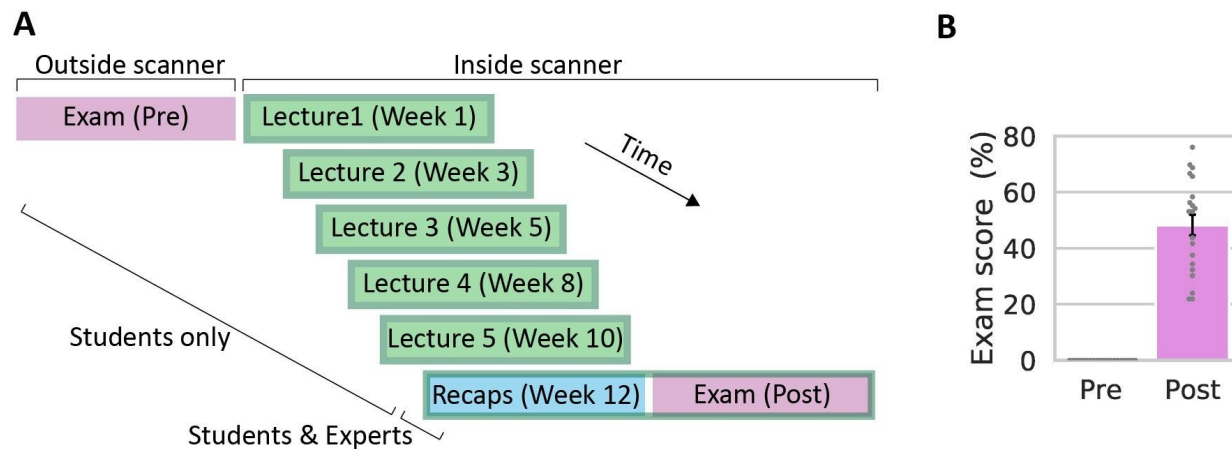 A
Outside scanner
Inside scanner
Exam (Pre)
Lecture1 (Week 1)
Lecture 2 (Week 3)
Lecture 3 (Week 5)
Lecture 4 (Week 8)
Lecture 5 (Week 10)
Recaps (Week 12)
Exam (Post)
Time
Students only
Students & Experts
B
Exam score (%)
80
60
40
20
0
Pre
Post